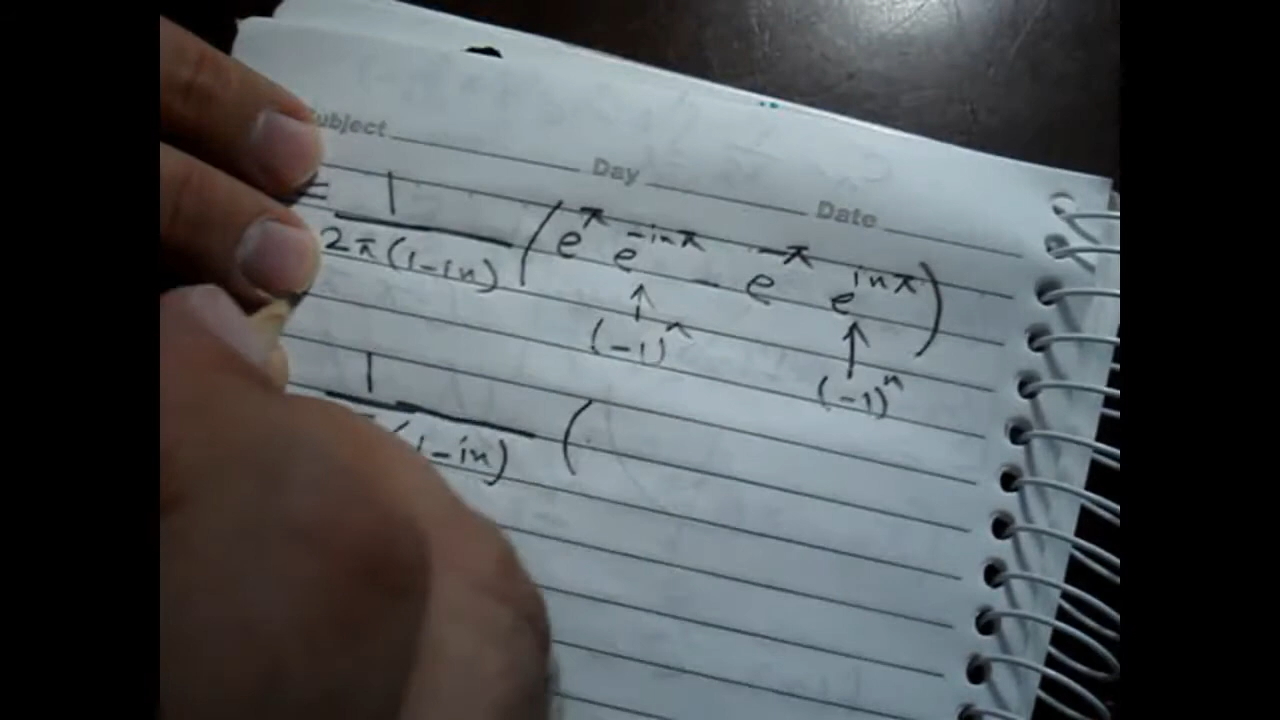 Subject Day Date
= 1 / 2π(1-in) (e^π e^-inπ - e^-π e^inπ)
(-1)^n (-1)^n
1 / (1-in) (